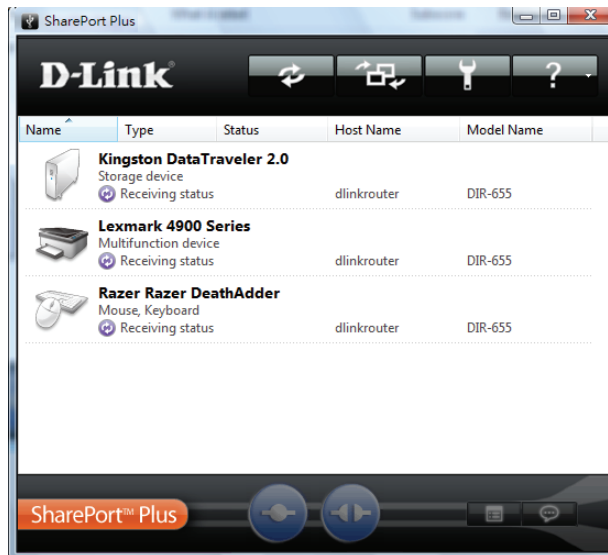 SharePort Plus
D-Link
?
Name Type Status Host Name Model Name
Kingston DataTraveler 2.0
Storage device
Receiving status dlinkrouter DIR-655
Lexmark 4900 Series
Multifunction device
Receiving status dlinkrouter DIR-655
Razer Razer DeathAdder
Mouse, Keyboard
Receiving status dlinkrouter DIR-655
SharePort™ Plus